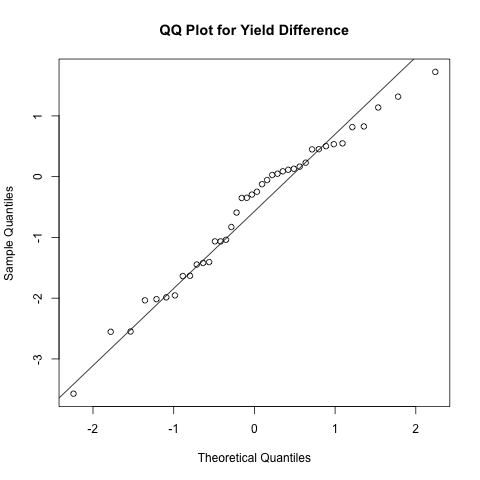 QQ Plot for Yield Difference
1
0
-1
-2
-3
Sample Quantiles
-2 -1 0 1 2
Theoretical Quantiles